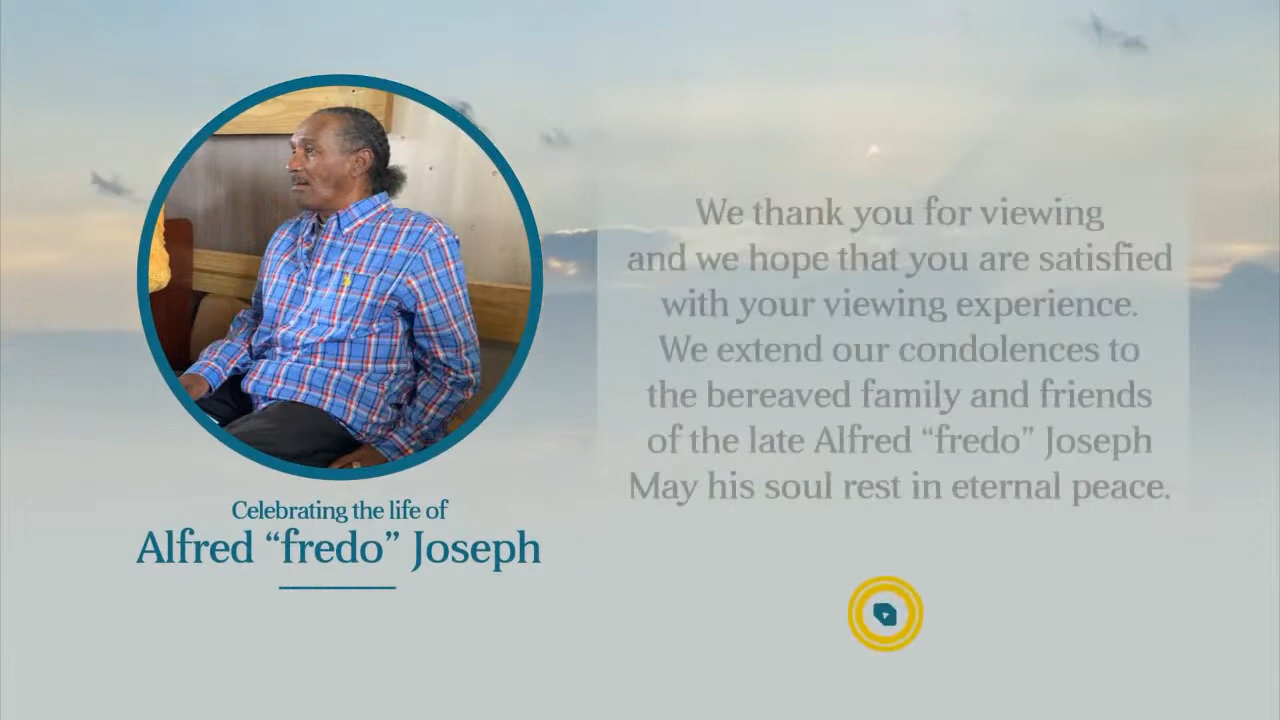 Celebrating the life of
Alfred “fredo” Joseph
We thank you for viewing
and we hope that you are satisfied
with your viewing experience.
We extend our condolences to
the bereaved family and friends
of the late Alfred “fredo” Joseph
May his soul rest in eternal peace.